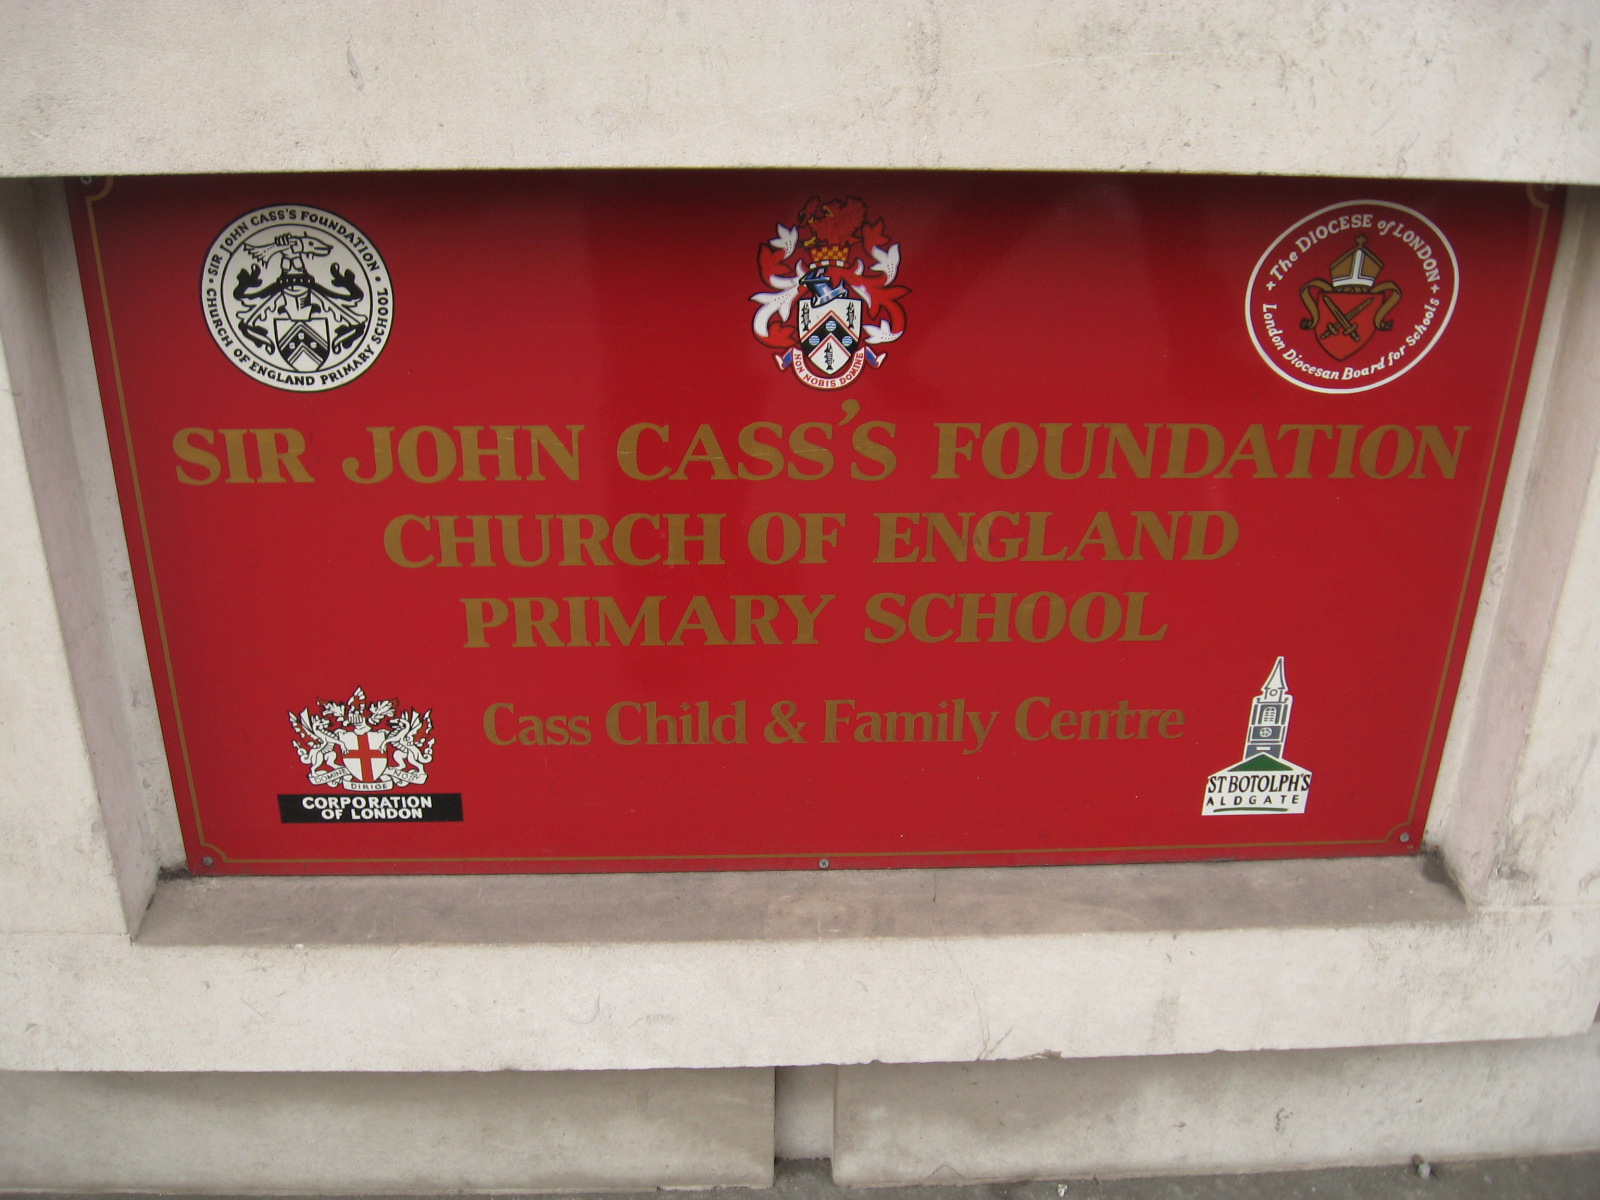 SIR JOHN CASS'S FOUNDATION
CHURCH OF ENGLAND PRIMARY SCHOOL
NON NOBIS DOMINE
The DIOCESE of LONDON
London Diocesan Board for Schools
SIR JOHN CASS'S FOUNDATION
CHURCH OF ENGLAND
PRIMARY SCHOOL
Cass Child & Family Centre
DOMINE DIRIGE NOS
CORPORATION
OF LONDON
ST BOTOLPH'S
ALDGATE